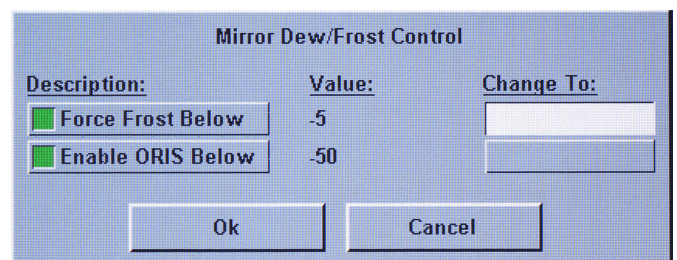 Mirror Dew/Frost Control
Description: Value: Change To:
Force Frost Below -5
Enable ORIS Below -50
Ok Cancel